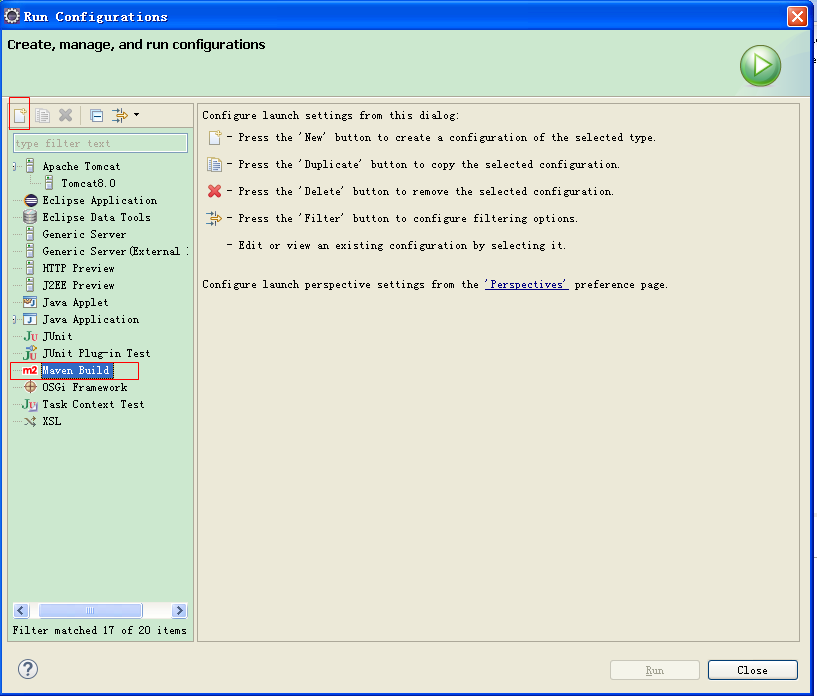 Run Configurations
Create, manage, and run configurations
type filter text
Apache Tomcat
Tomcat8.0
Eclipse Application
Eclipse Data Tools
Generic Server
Generic Server(External
HTTP Preview
J2EE Preview
Java Applet
Java Application
JUnit
JUnit Plug-in Test
m2 Maven Build
OSGi Framework
Task Context Test
XSL
Filter matched 17 of 20 items
Configure launch settings from this dialog:
- Press the 'New' button to create a configuration of the selected type.
- Press the 'Duplicate' button to copy the selected configuration.
- Press the 'Delete' button to remove the selected configuration.
- Press the 'Filter' button to configure filtering options.
- Edit or view an existing configuration by selecting it.
Configure launch perspective settings from the 'Perspectives' preference page.
Run
Close